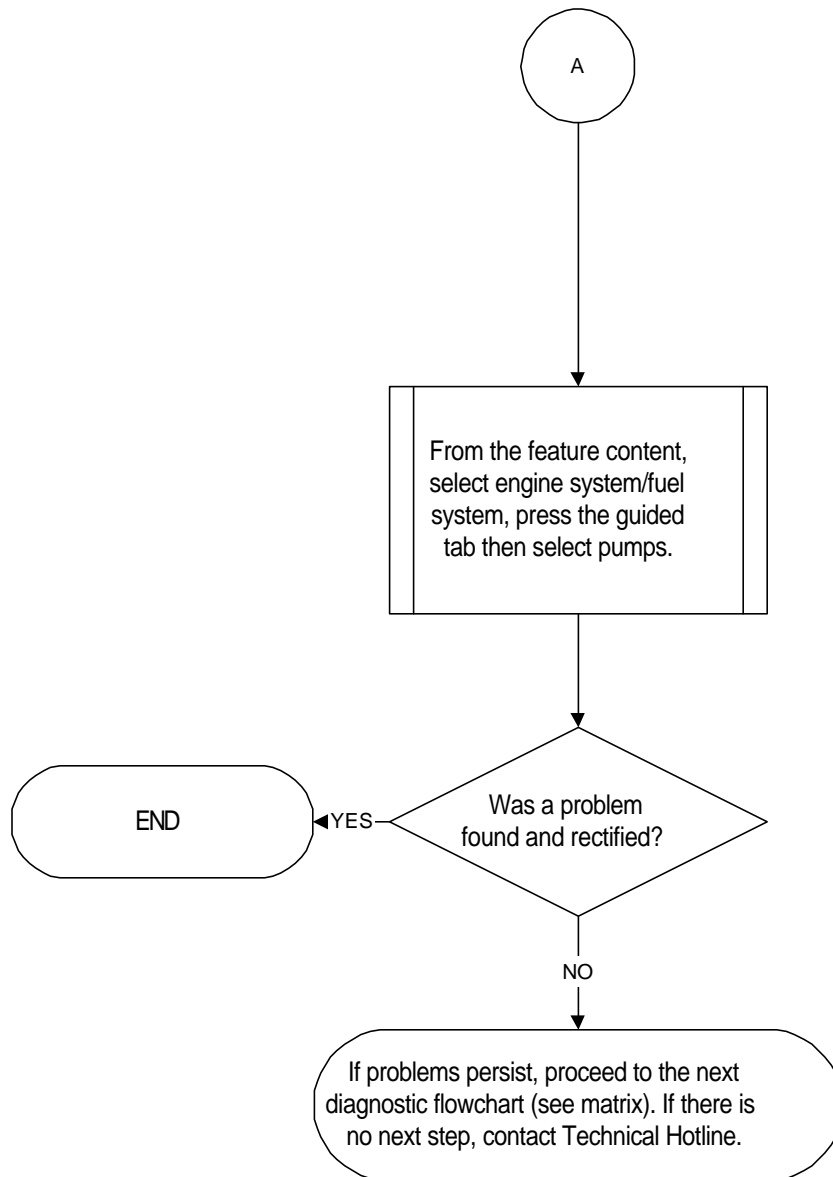 A
From the feature content,
select engine system/fuel
system, press the guided
tab then select pumps.
Was a problem
found and rectified?
YES
END
NO
If problems persist, proceed to the next
diagnostic flowchart (see matrix). If there is
no next step, contact Technical Hotline.